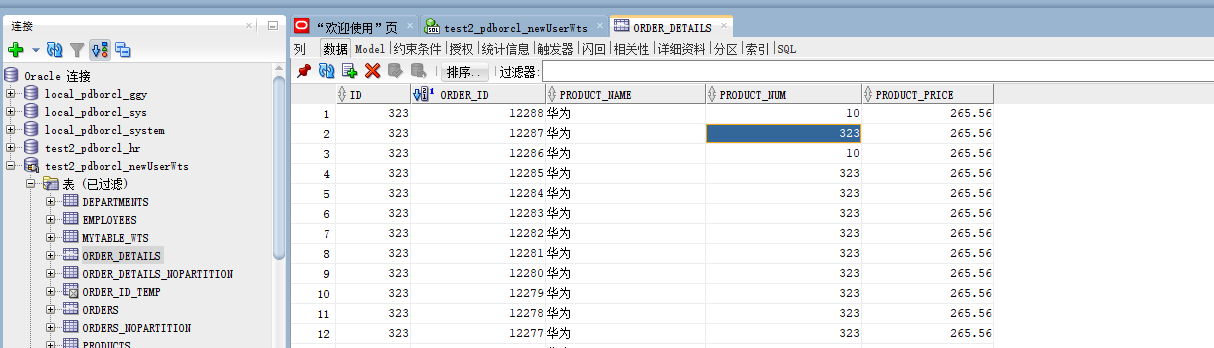 连接
Oracle 连接
local_pdborcl_ggy
local_pdborcl_sys
local_pdborcl_system
test2_pdborcl_hr
test2_pdborcl_newUserWts
表 (已过滤)
DEPARTMENTS
EMPLOYEES
MYTABLE_WTS
ORDER_DETAILS
ORDER_DETAILS_NOPARTITION
ORDER_ID_TEMP
ORDERS
ORDERS_NOPARTITION
PRODUCTS
“欢迎使用”页 test2_pdborcl_newUserWts ORDER_DETAILS
列 数据 Model 约束条件 授权 统计信息 触发器 闪回 相关性 详细资料 分区 索引 SQL
排序.. 过滤器:
ID ORDER_ID PRODUCT_NAME PRODUCT_NUM PRODUCT_PRICE
1 323 12288 华为 10 265.56
2 323 12287 华为 323 265.56
3 323 12286 华为 10 265.56
4 323 12285 华为 323 265.56
5 323 12284 华为 323 265.56
6 323 12283 华为 323 265.56
7 323 12282 华为 323 265.56
8 323 12281 华为 323 265.56
9 323 12280 华为 323 265.56
10 323 12279 华为 323 265.56
11 323 12278 华为 323 265.56
12 323 12277 华为 323 265.56